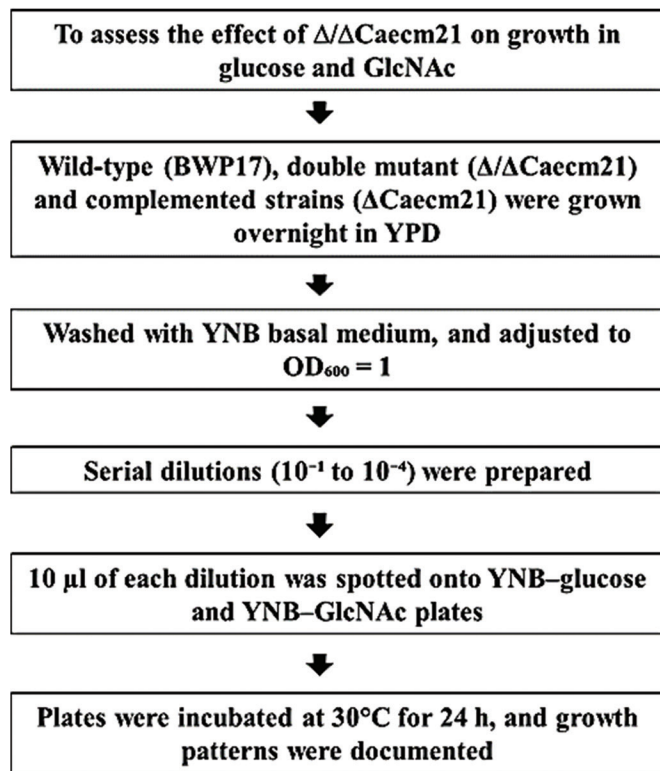 To assess the effect of Δ/ΔCaecm21 on growth in
glucose and GlcNAc
Wild-type (BWP17), double mutant (Δ/ΔCaecm21)
and complemented strains (ΔCaecm21) were grown
overnight in YPD
Washed with YNB basal medium, and adjusted to
OD₆₀₀ = 1
Serial dilutions (10⁻¹ to 10⁻⁴) were prepared
10 µl of each dilution was spotted onto YNB–glucose
and YNB–GlcNAc plates
Plates were incubated at 30°C for 24 h, and growth
patterns were documented